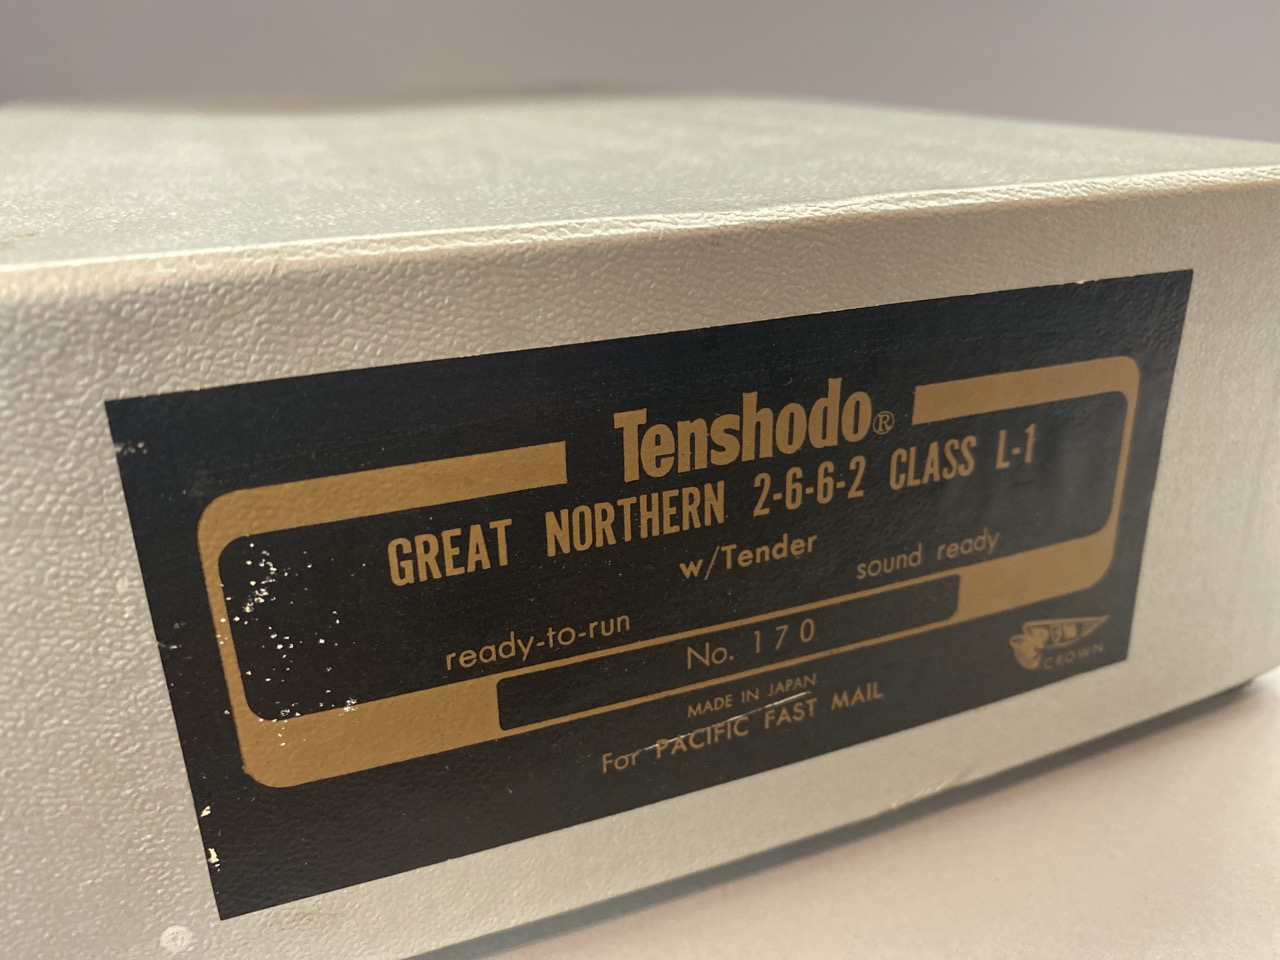 Tenshodo®
GREAT NORTHERN 2-6-6-2 CLASS L-1
w/Tender
ready-to-run sound ready
No. 170
MADE IN JAPAN
For PACIFIC FAST MAIL
PFM
CROWN